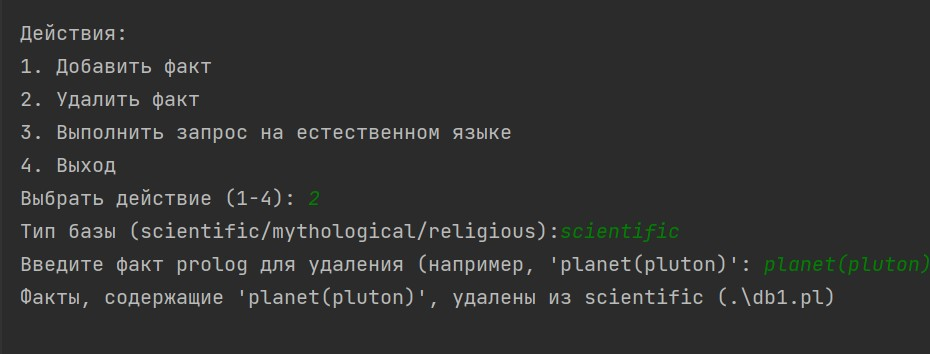 Действия:
1. Добавить факт
2. Удалить факт
3. Выполнить запрос на естественном языке
4. Выход
Выбрать действие (1-4): 2
Тип базы (scientific/mythological/religious):scientific
Введите факт prolog для удаления (например, 'planet(pluton)': planet(pluton)
Факты, содержащие 'planet(pluton)', удалены из scientific (.\db1.pl)